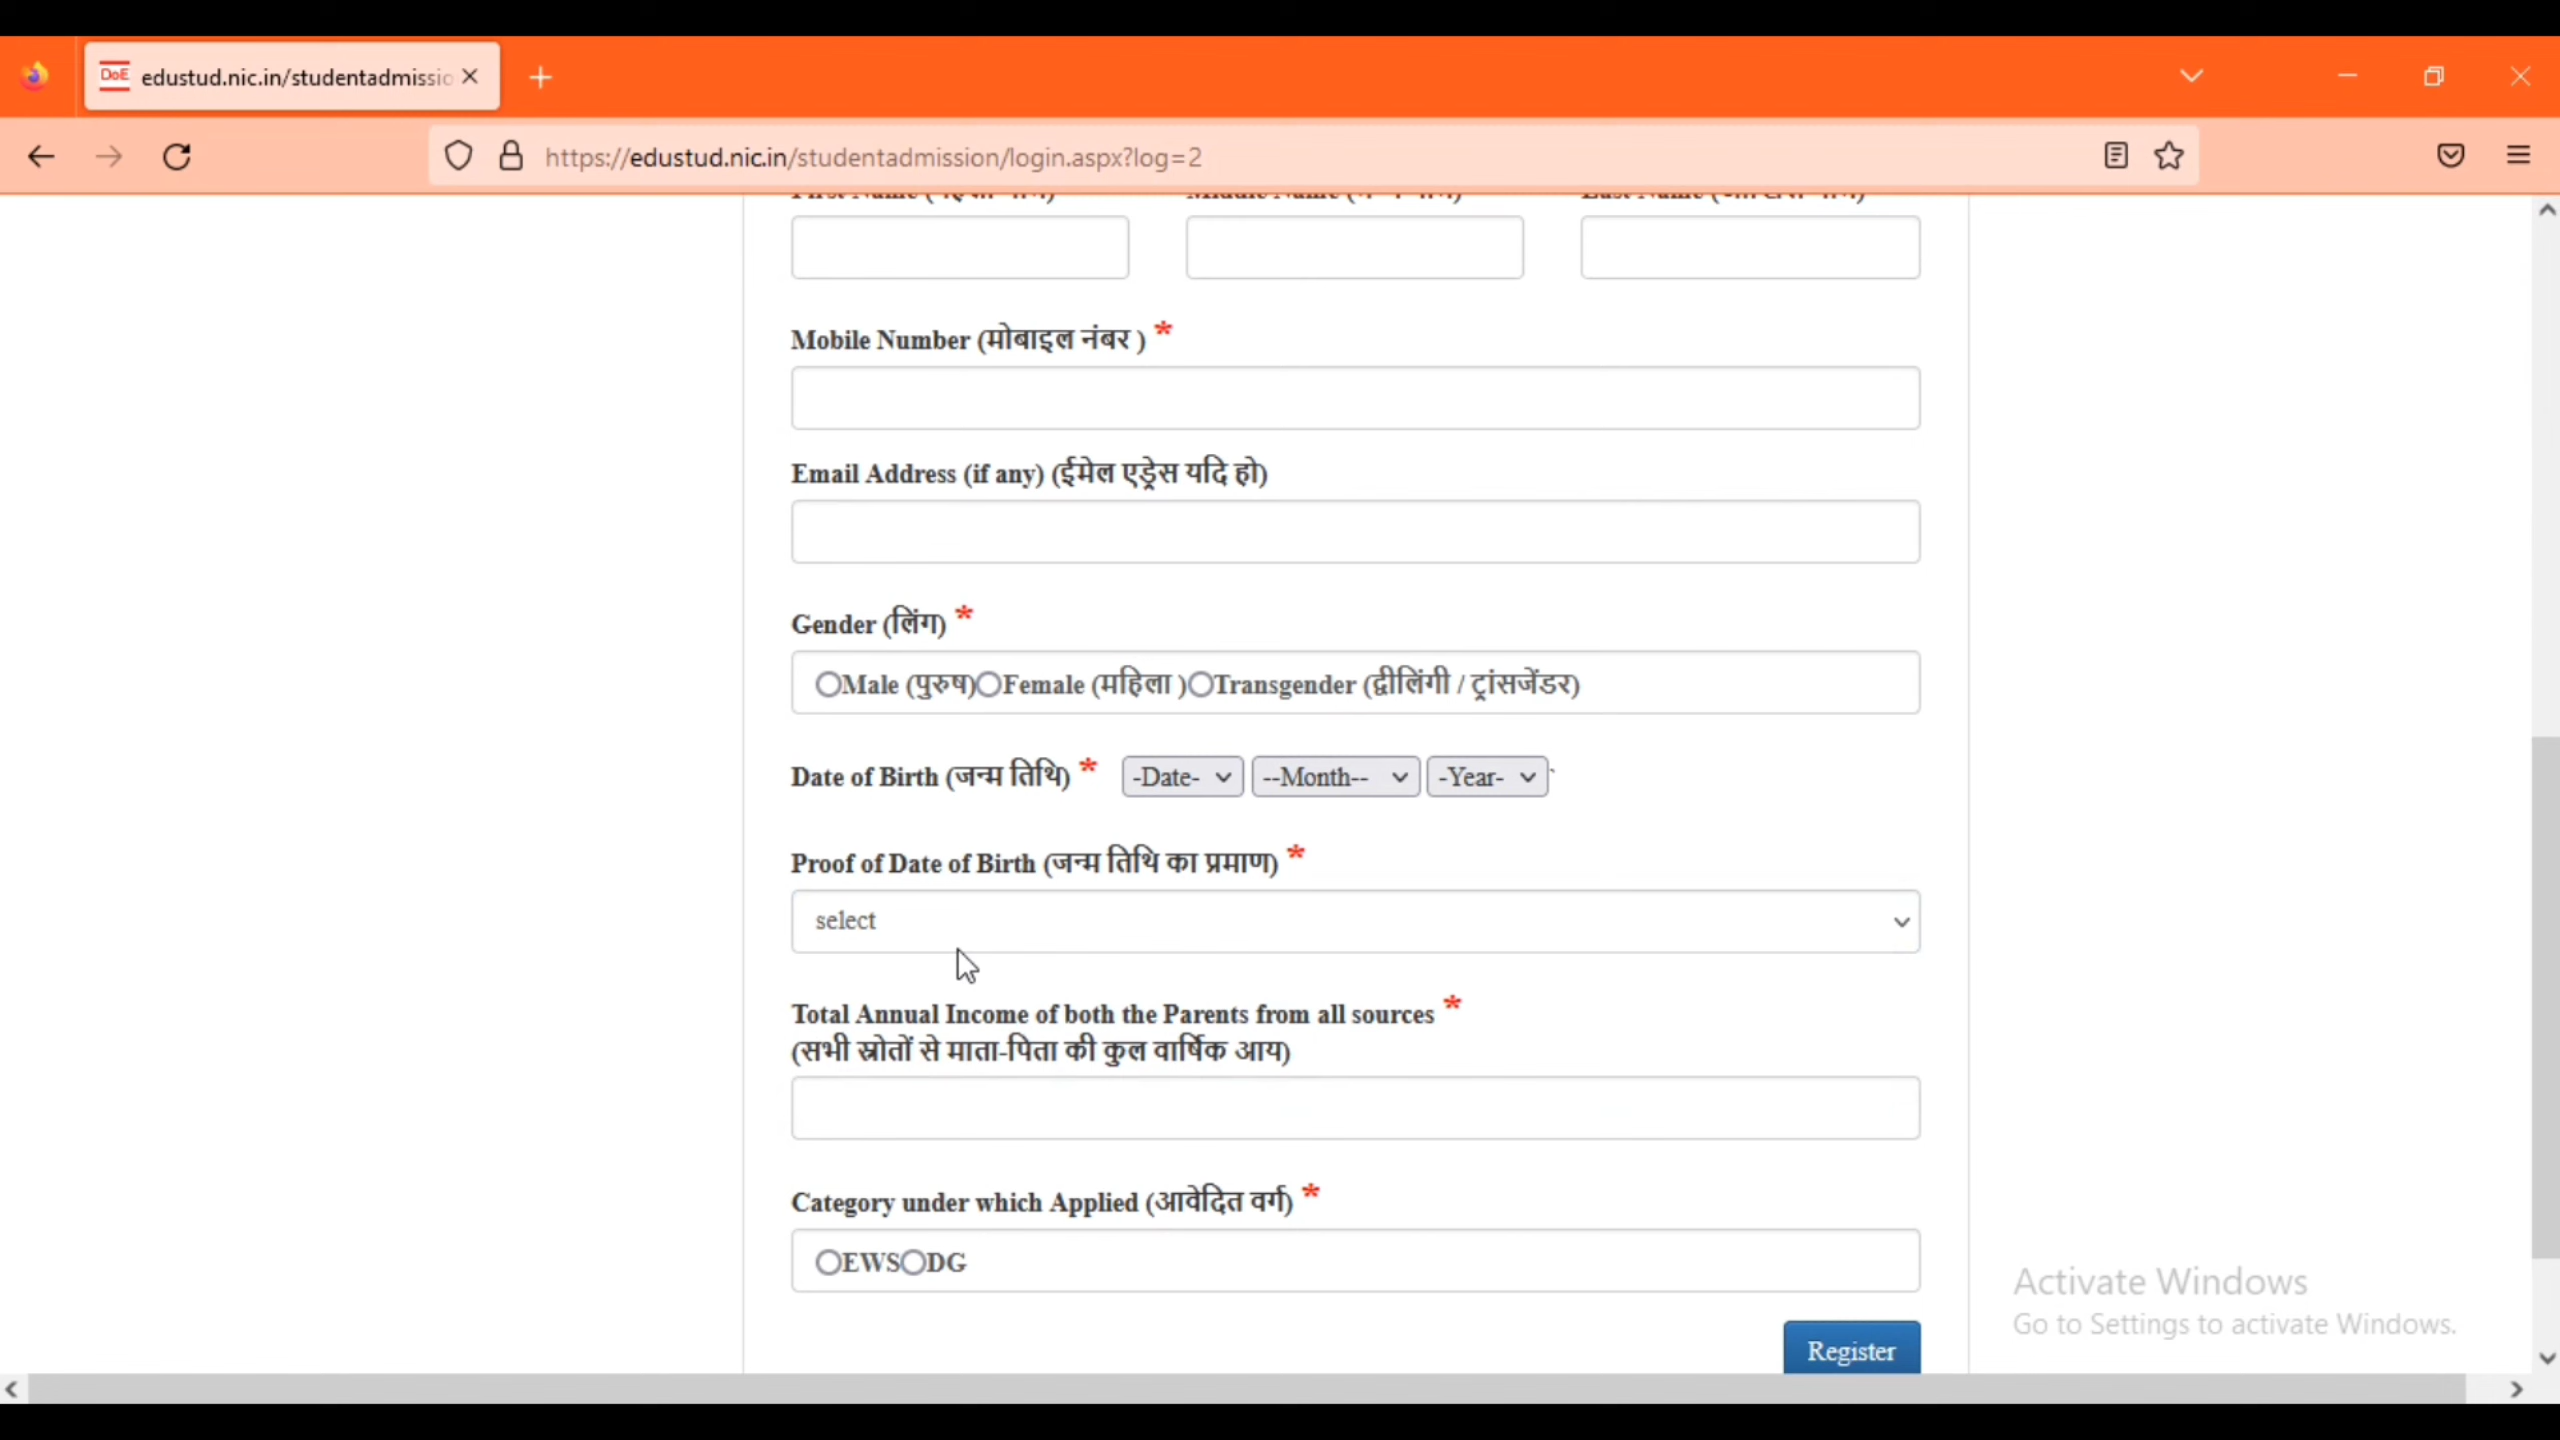 DoE edustud.nic.in/studentadmissio
https://edustud.nic.in/studentadmission/login.aspx?log=2
Mobile Number (मोबाइल नंबर ) *
Email Address (if any) (ईमेल एड्रेस यदि हो)
Gender (लिंग) *
Male (पुरुष) Female (महिला ) Transgender (द्वीलिंगी / ट्रांसजेंडर)
Date of Birth (जन्म तिथि) * -Date- --Month-- -Year- `
Proof of Date of Birth (जन्म तिथि का प्रमाण) *
select
Total Annual Income of both the Parents from all sources *
(सभी स्रोतों से माता-पिता की कुल वार्षिक आय)
Category under which Applied (आवेदित वर्ग) *
EWS DG
Register
Activate Windows
Go to Settings to activate Windows.